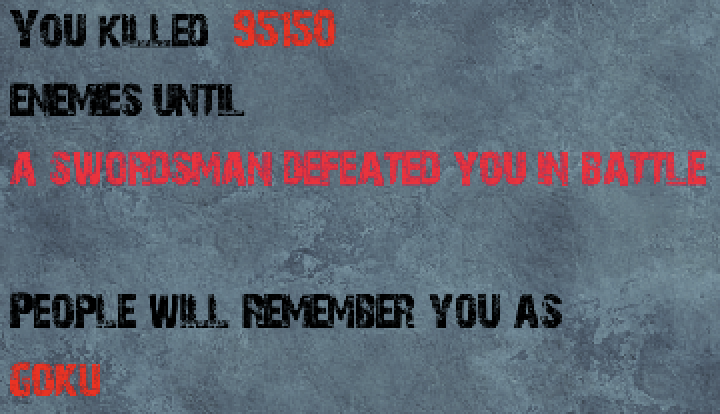 You killed 95150
enemies until
a swordsman defeated you in battle
People will remember you as
Goku